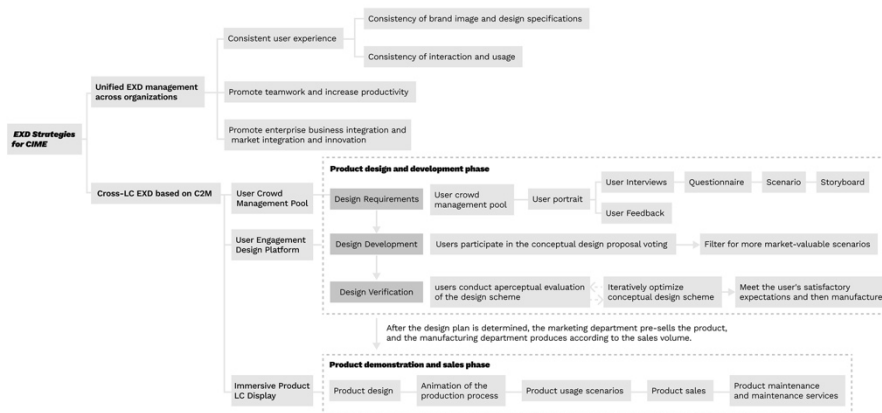 EXD Strategies
for CIME
Unified EXD management
across organizations
Consistent user experience
Consistency of brand image and design specifications
Consistency of interaction and usage
Promote teamwork and increase productivity
Promote enterprise business integration and
market integration and innovation
Cross-LC EXD based on C2M
User Crowd
Management Pool
User Engagement
Design Platform
Immersive Product
LC Display
Product design and development phase
Design Requirements
User crowd
management pool
User portrait
User Interviews
Questionnaire
Scenario
Storyboard
User Feedback
Design Development
Users participate in the conceptual design proposal voting
Filter for more market-valuable scenarios
Design Verification
users conduct aperceptual evaluation
of the design scheme
Iteratively optimize
conceptual design scheme
Meet the user's satisfactory
expectations and then manufacture
After the design plan is determined, the marketing department pre-sells the product,
and the manufacturing department produces according to the sales volume.
Product demonstration and sales phase
Product design
Animation of the
production process
Product usage scenarios
Product sales
Product maintenance
and maintenance services